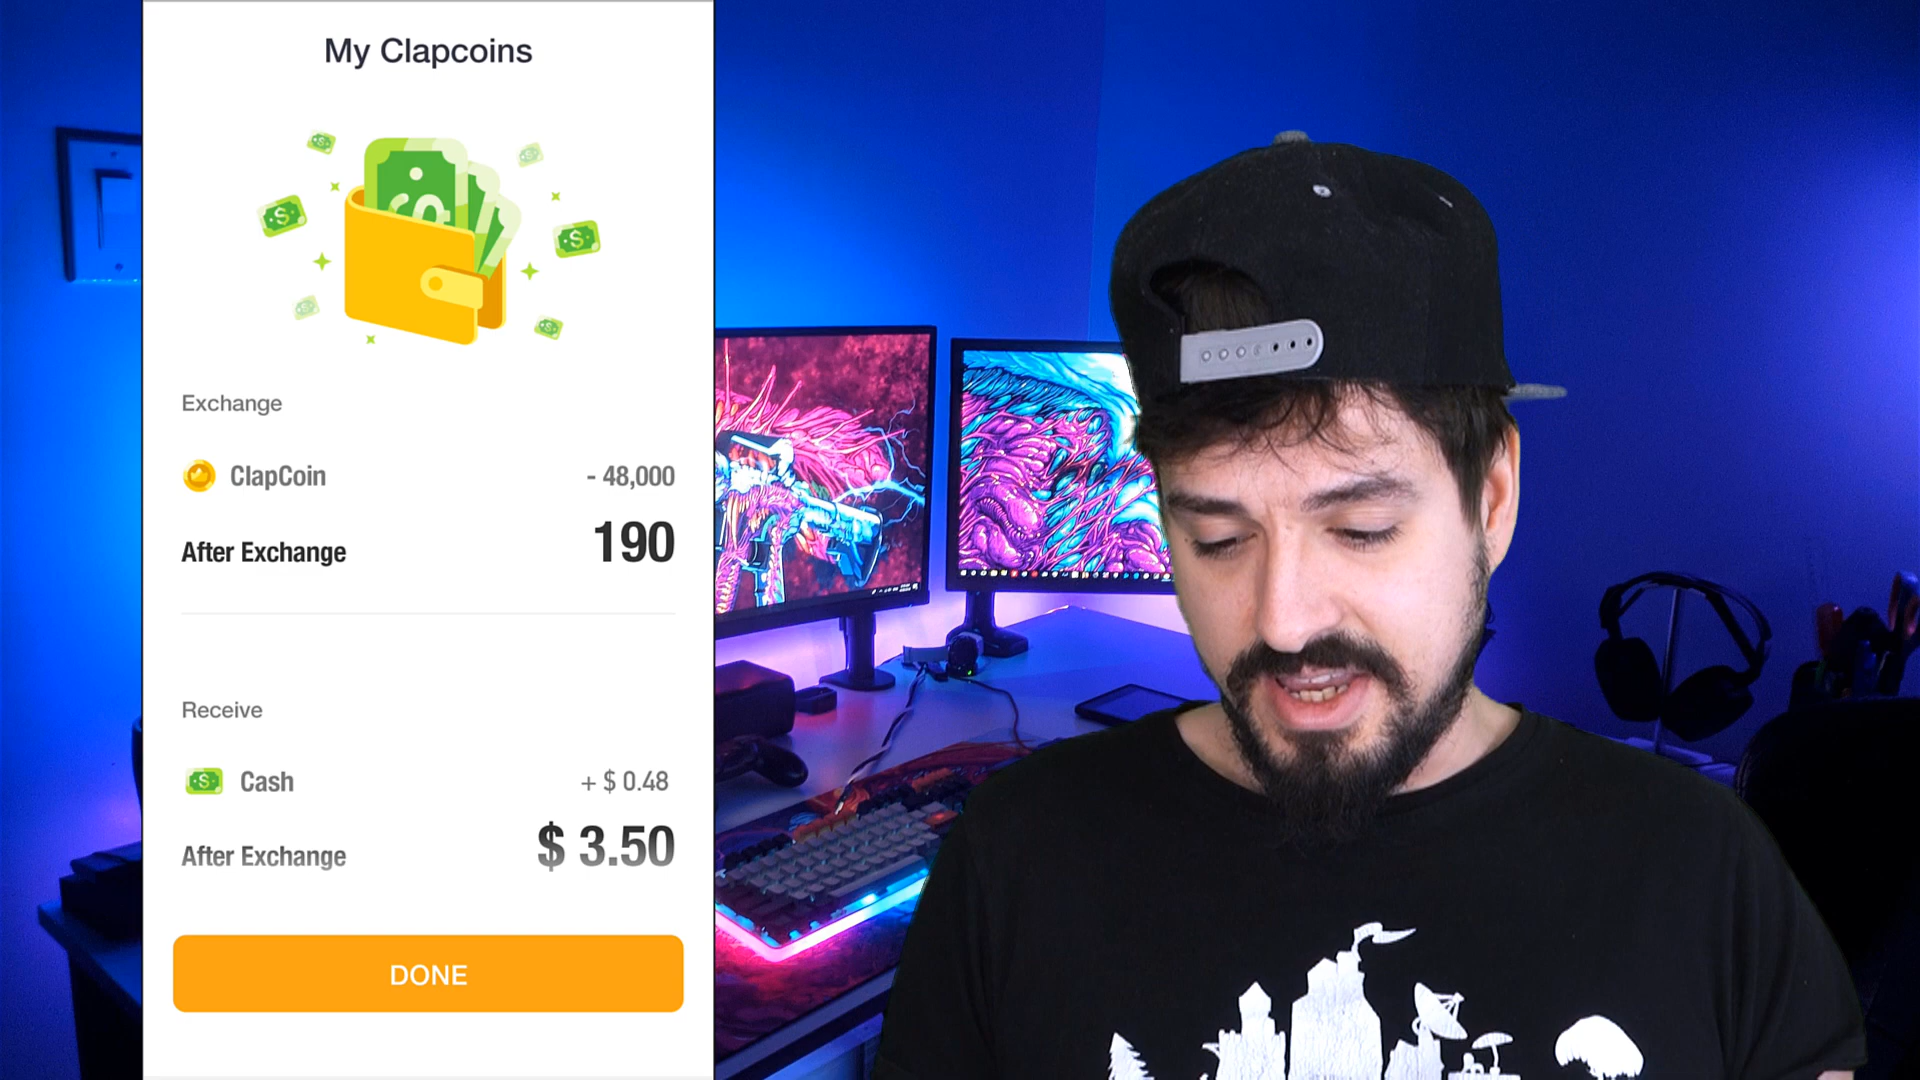 My Clapcoins
Exchange
ClapCoin - 48,000
After Exchange 190
Receive
Cash + $ 0.48
After Exchange $ 3.50
DONE